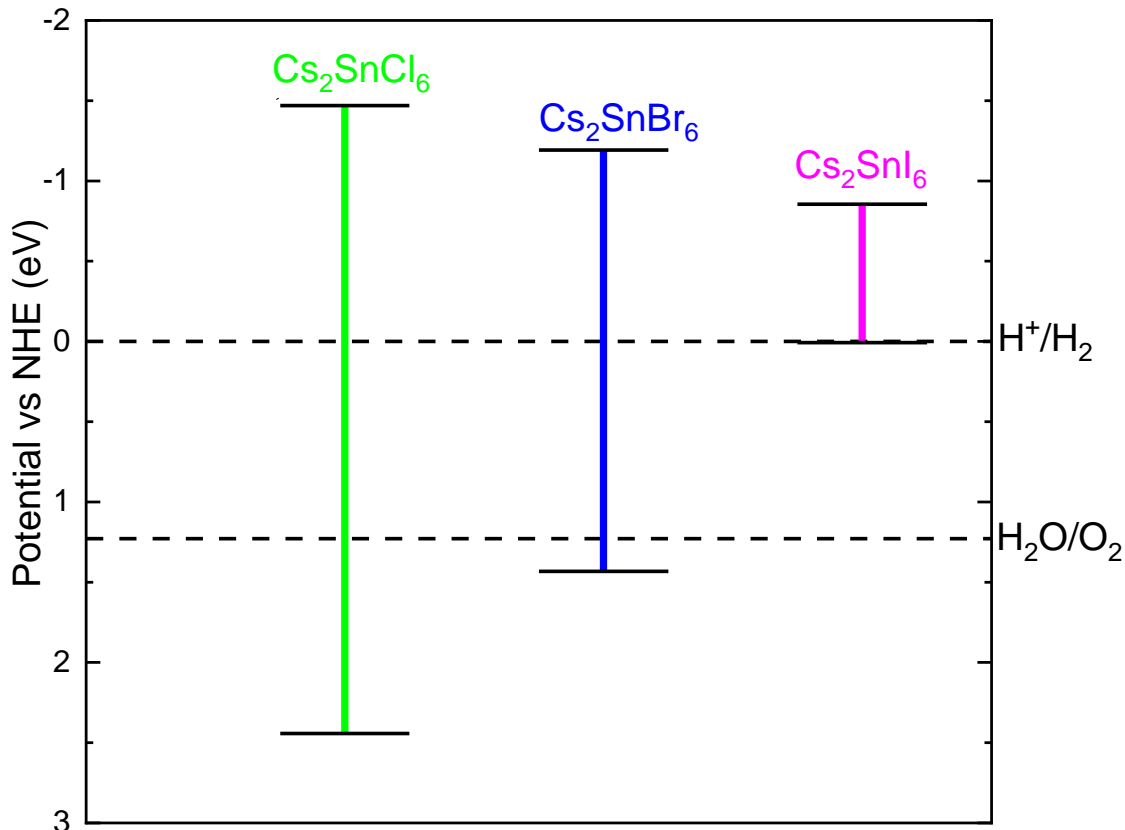 Potential vs NHE (eV)
-2
-1
0
1
2
3
Cs₂SnCl₆
Cs₂SnBr₆
Cs₂SnI₆
H⁺/H₂
H₂O/O₂